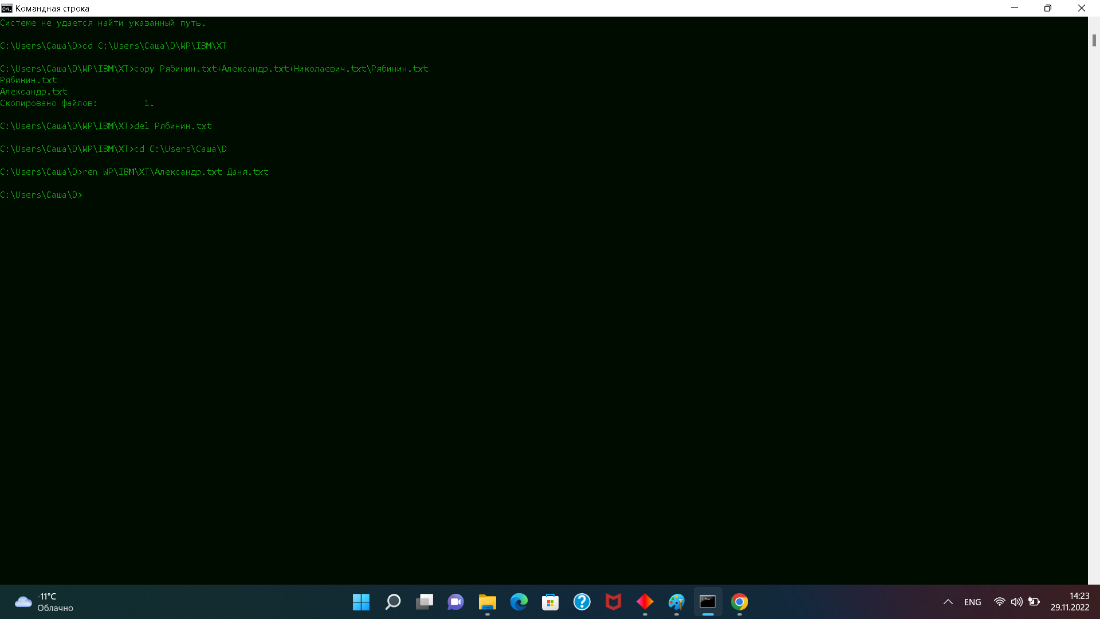 Командная строка
Системе не удается найти указанный путь.
C:\Users\Саша\D>cd C:\Users\Саша\D\WP\IBM\XT
C:\Users\Саша\D\WP\IBM\XT>copy Рябинин.txt+Александр.txt+Николаевич.txt\Рябинин.txt
Рябинин.txt
Александр.txt
Скопировано файлов: 1.
C:\Users\Саша\D\WP\IBM\XT>del Рябинин.txt
C:\Users\Саша\D\WP\IBM\XT>cd C:\Users\Саша\D
C:\Users\Саша\D>ren WP\IBM\XT\Александр.txt Даня.txt
C:\Users\Саша\D>
-11°C
Облачно
ENG
14:23
29.11.2022